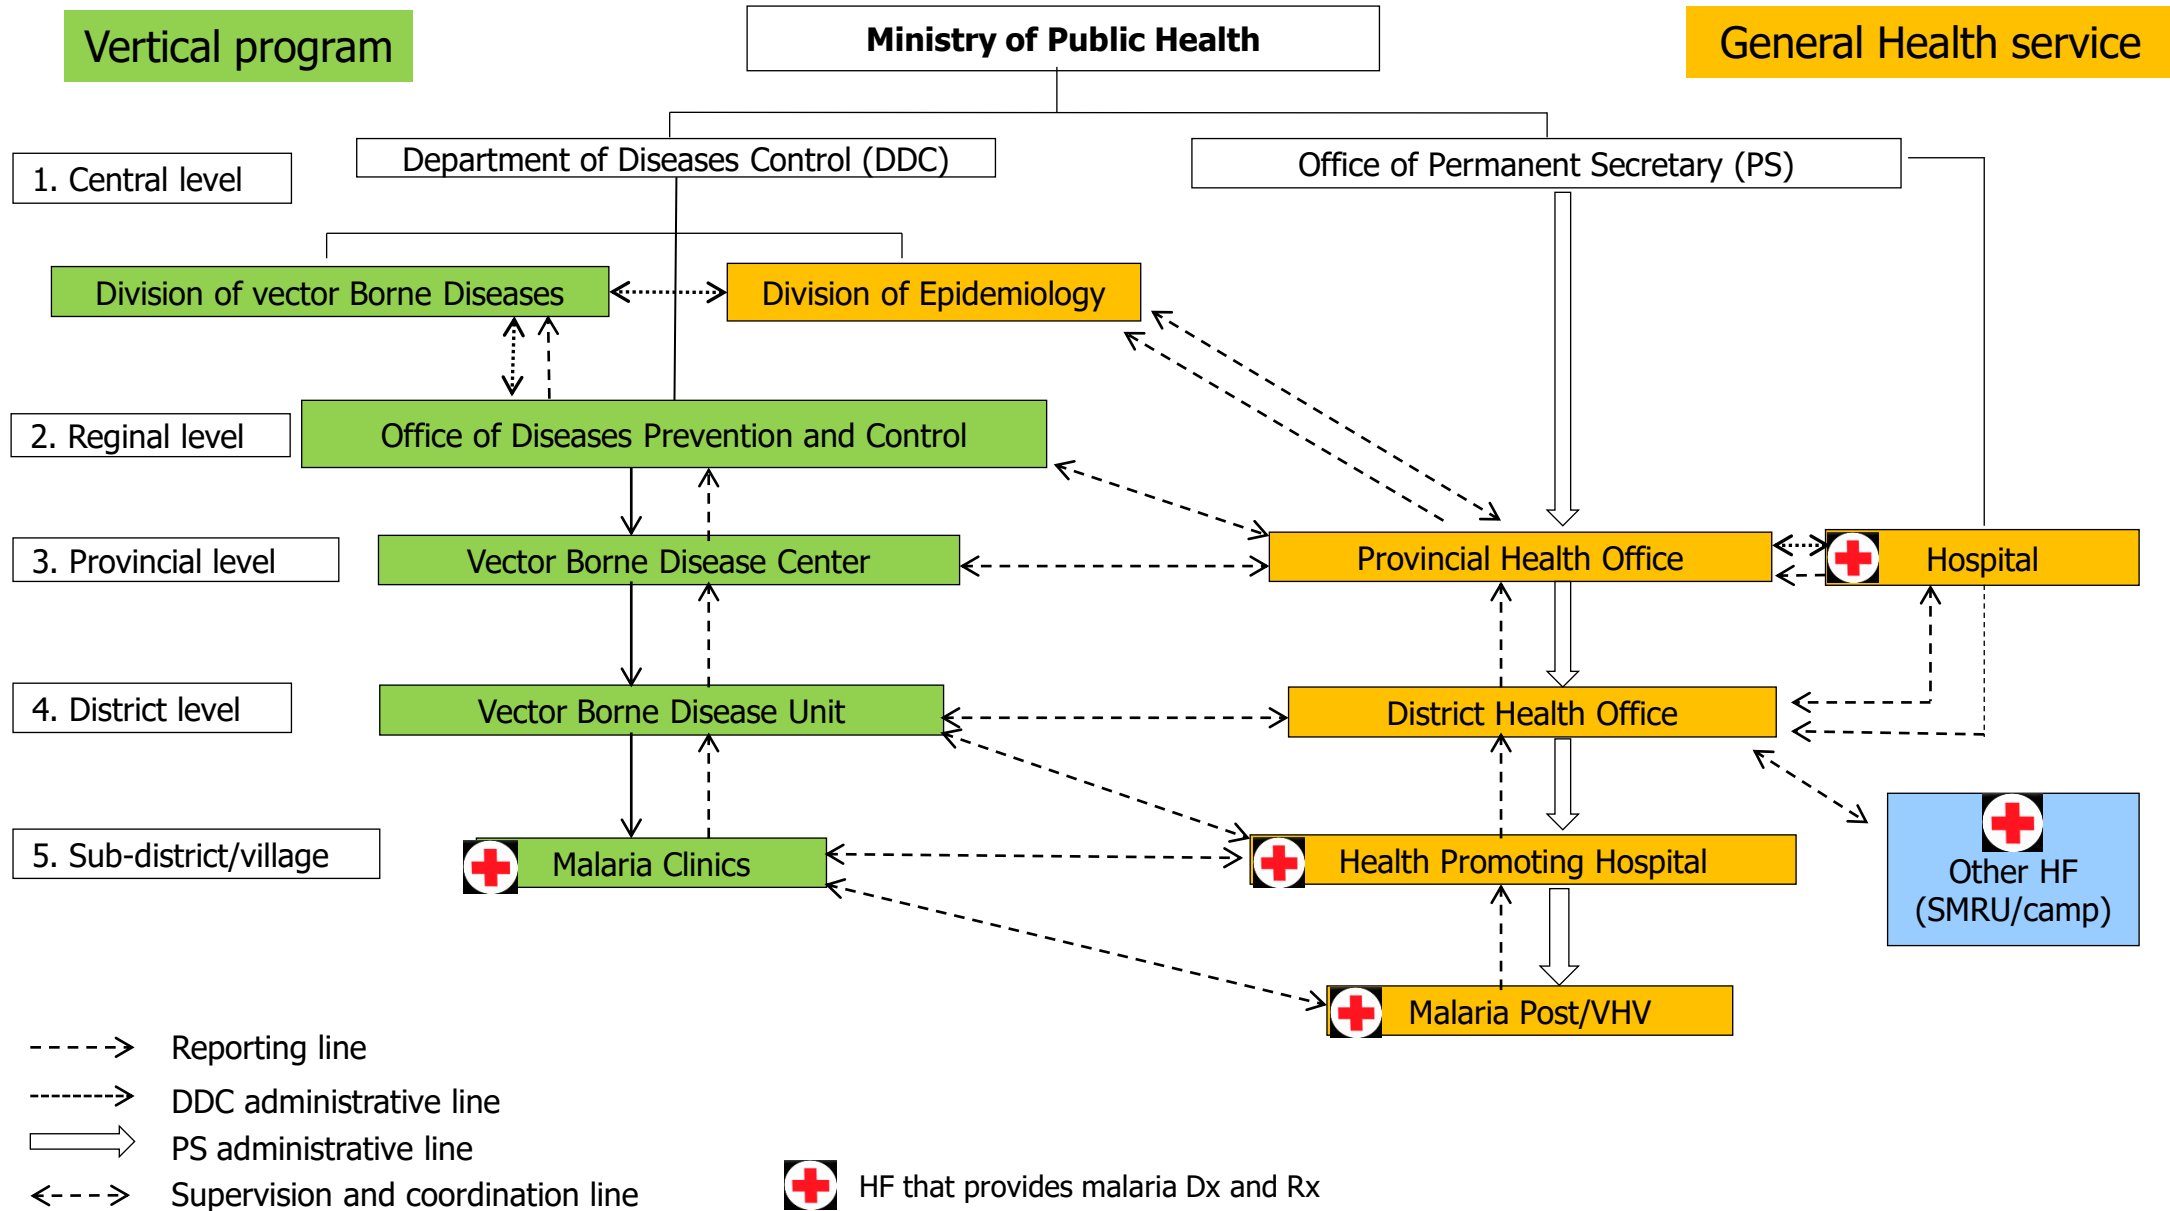 Vertical program
Ministry of Public Health
General Health service
1. Central level
Department of Diseases Control (DDC)
Office of Permanent Secretary (PS)
Division of vector Borne Diseases
Division of Epidemiology
2. Reginal level
Office of Diseases Prevention and Control
3. Provincial level
Vector Borne Disease Center
Provincial Health Office
Hospital
4. District level
Vector Borne Disease Unit
District Health Office
5. Sub-district/village
Malaria Clinics
Health Promoting Hospital
Other HF
(SMRU/camp)
Malaria Post/VHV
Reporting line
DDC administrative line
PS administrative line
Supervision and coordination line
HF that provides malaria Dx and Rx